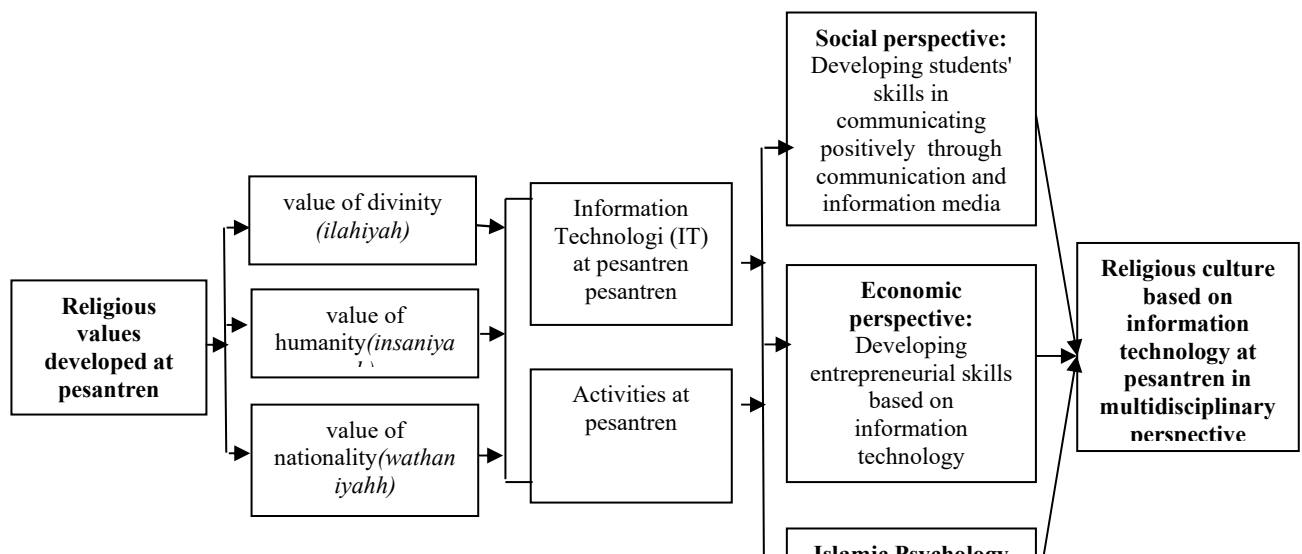 Religious
values
developed at
pesantren
value of divinity
(ilahiyah)
value of
humanity(insaniya
value of
nationality(wathan
iyahh)
Information
Technologi (IT)
at pesantren
pesantren
Activities at
pesantren
Social perspective:
Developing students'
skills in
communicating
positively through
communication and
information media
Economic
perspective:
Developing
entrepreneurial skills
based on
information
technology
Islamic Psychology
Religious culture
based on
information
technology at
pesantren in
multidisciplinary
perspective